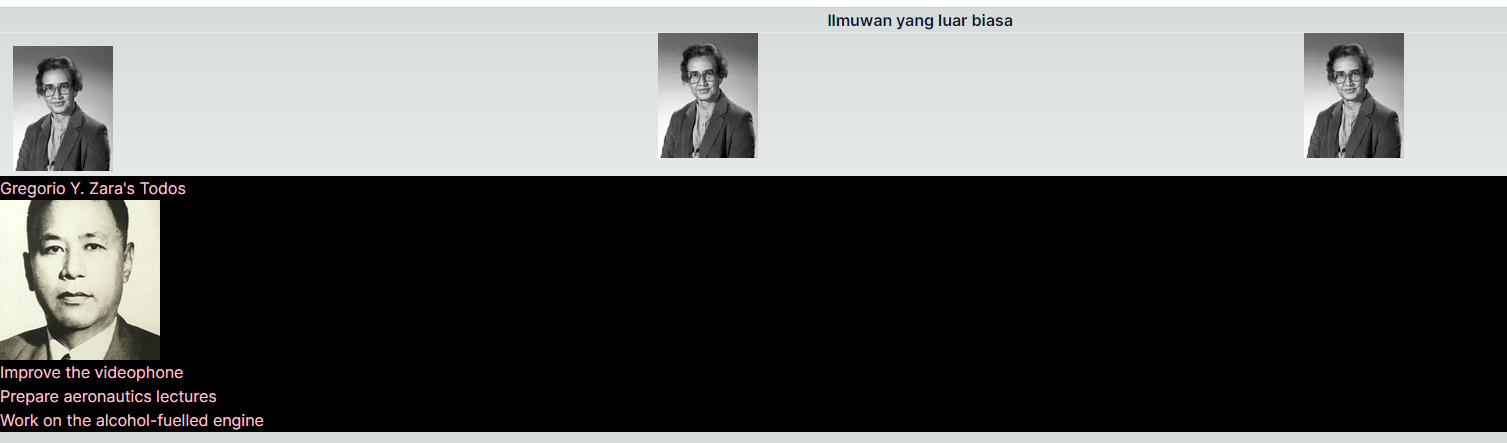 Ilmuwan yang luar biasa
Gregorio Y. Zara's Todos
Improve the videophone
Prepare aeronautics lectures
Work on the alcohol-fuelled engine